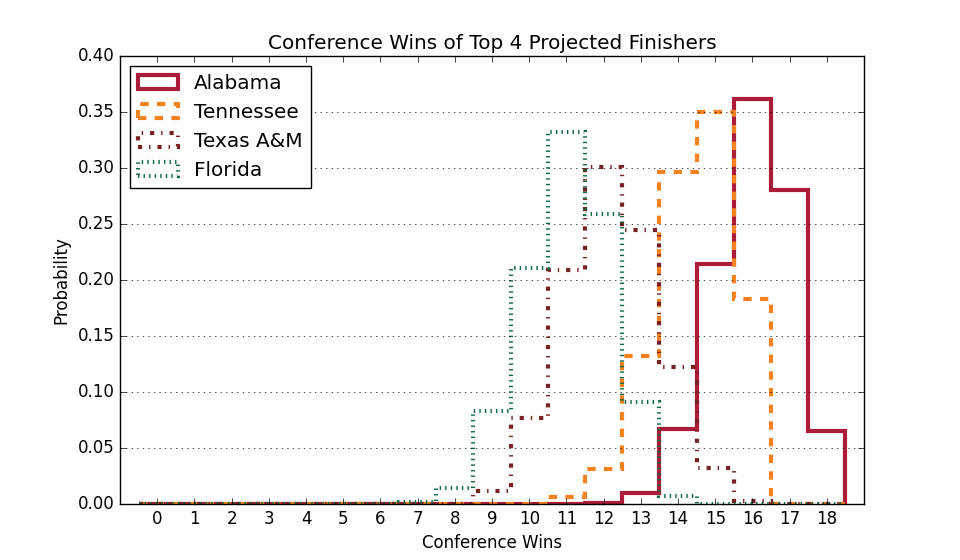 Conference Wins of Top 4 Projected Finishers
0.40
0.35
0.30
0.25
0.20
0.15
0.10
0.05
0.00
Probability
Alabama
Tennessee
Texas A&M
Florida
0 1 2 3 4 5 6 7 8 9 10 11 12 13 14 15 16 17 18
Conference Wins